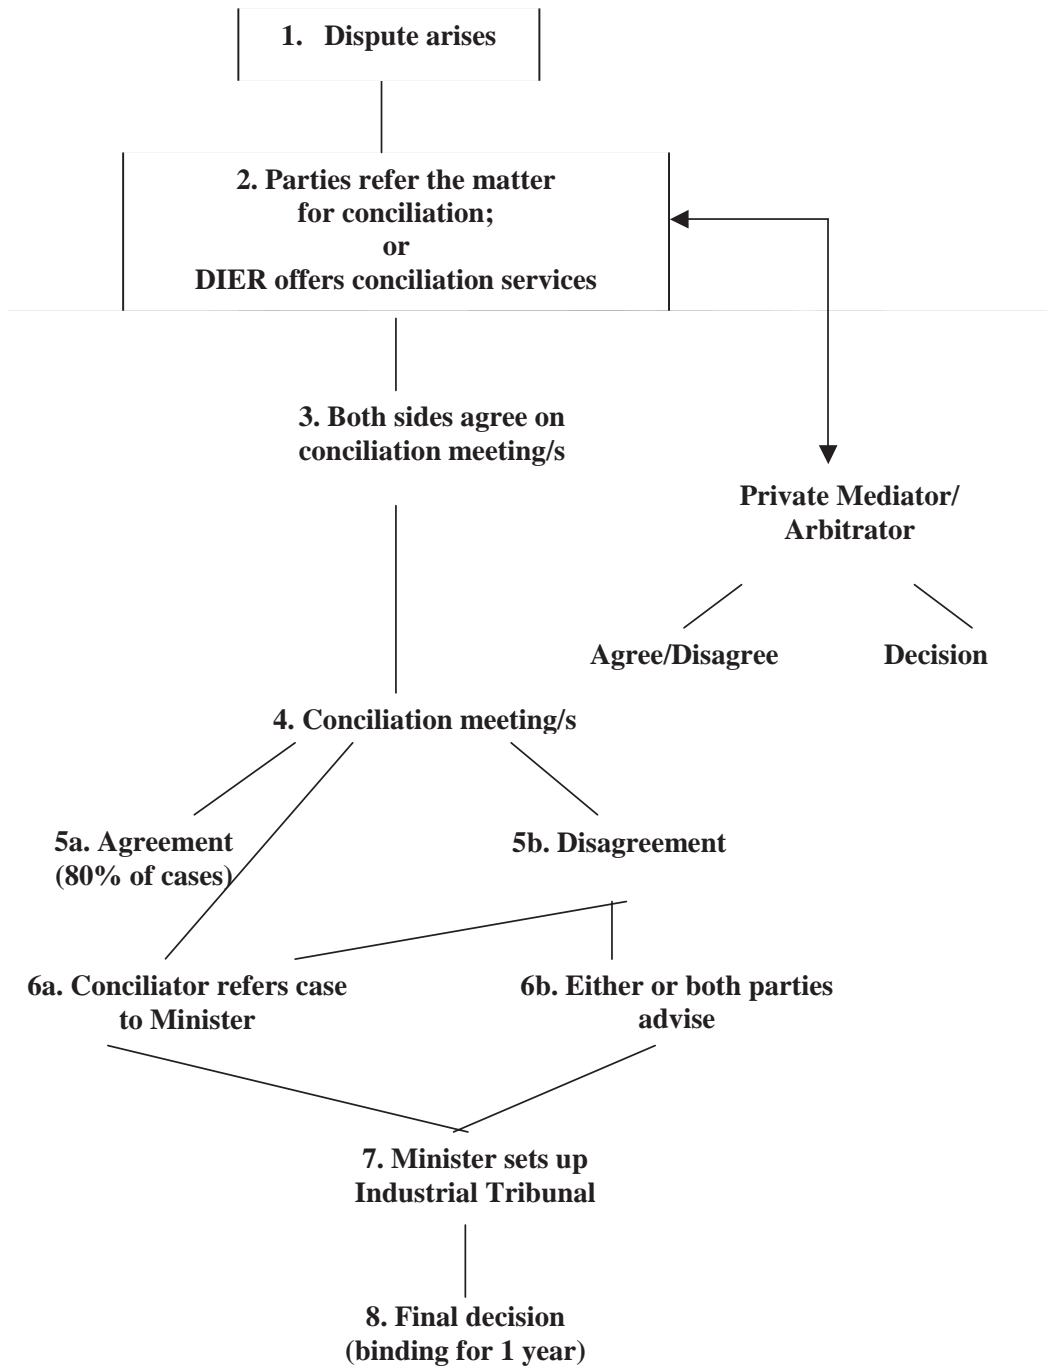 1. Dispute arises
2. Parties refer the matter
for conciliation;
or
DIER offers conciliation services
3. Both sides agree on
conciliation meeting/s
Private Mediator/
Arbitrator
Agree/Disagree
Decision
4. Conciliation meeting/s
5a. Agreement
(80% of cases)
5b. Disagreement
6a. Conciliator refers case
to Minister
6b. Either or both parties
advise
7. Minister sets up
Industrial Tribunal
8. Final decision
(binding for 1 year)